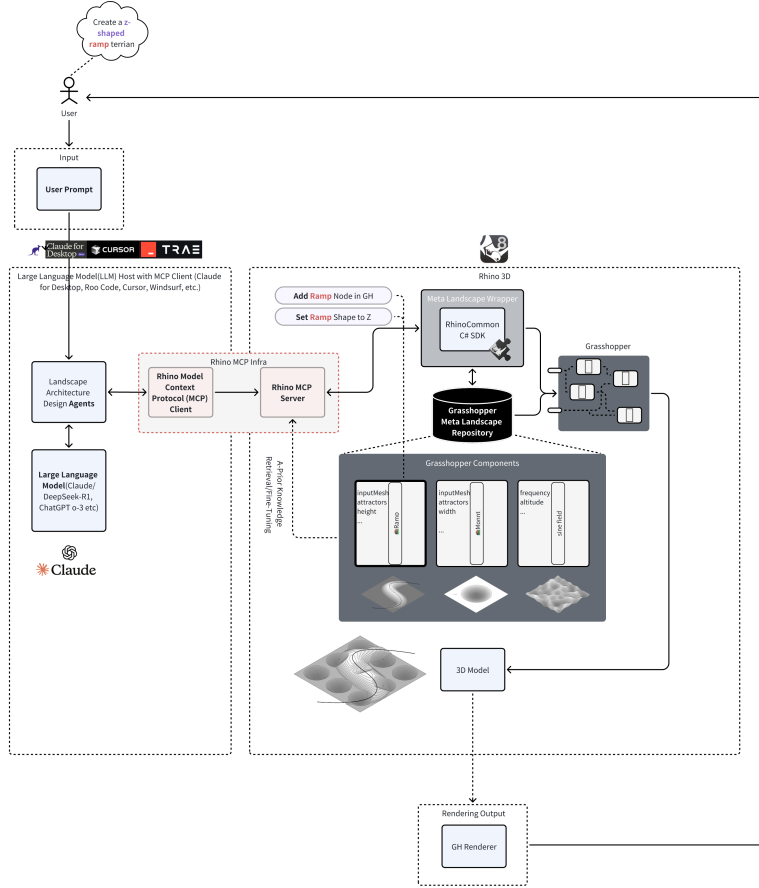 Create a z-
shaped
ramp terrian
User
Input
User Prompt
Claude for
Desktop
CURSOR
TRAE
8
Large Language Model(LLM) Host with MCP Client (Claude
for Desktop, Roo Code, Cursor, Windsurf, etc.)
Rhino 3D
Add Ramp Node in GH
Set Ramp Shape to Z
Meta Landscape Wrapper
RhinoCommon
C# SDK
Grasshopper
Rhino MCP Infra
Landscape
Architecture
Design Agents
Rhino Model
Context
Protocol (MCP)
Client
Rhino MCP
Server
Grasshopper
Meta Landscape
Repository
A-Prior Knowledge
Retrieval/Fine-Tuning
Large Language
Model(Claude/
DeepSeek-R1,
ChatGPT o-3 etc)
Claude
Grasshopper Components
inputMesh
attractors
height
...
Ramp
inputMesh
attractors
width
...
Mount
frequency
altitude
...
sine field
3D Model
Rendering Output
GH Renderer